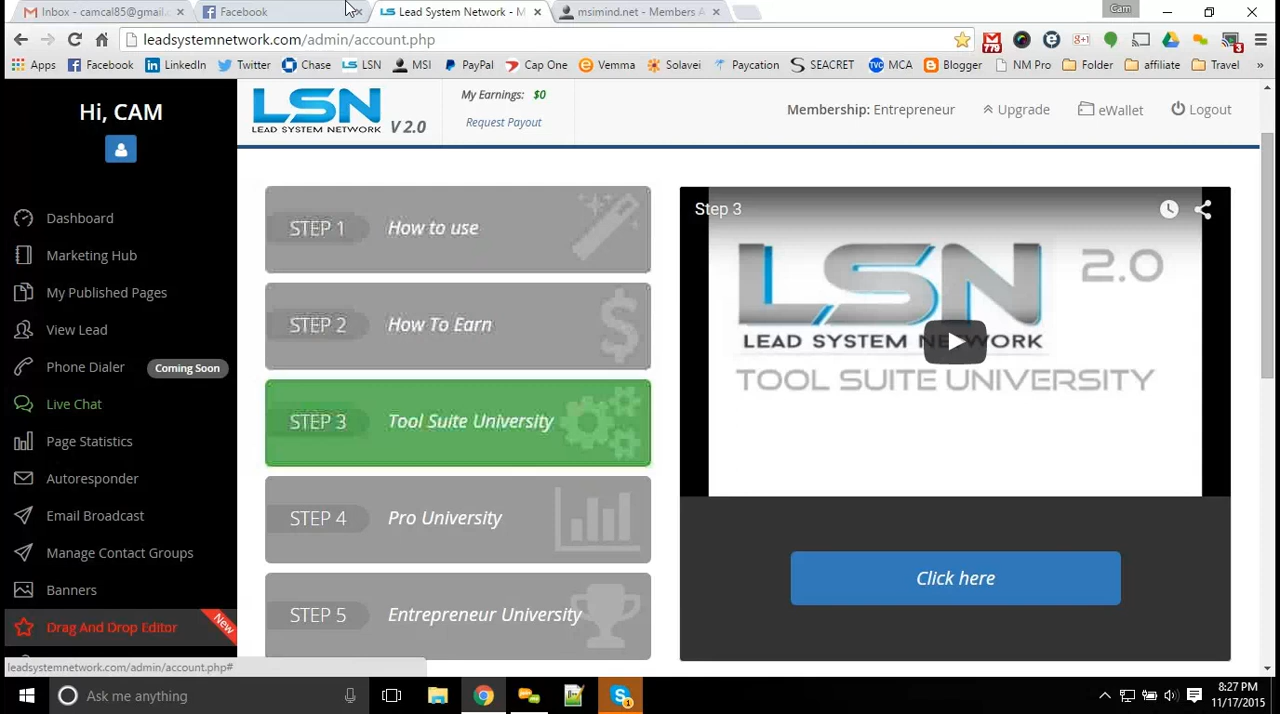 Inbox - camcal85@gmail.c
Facebook
Lead System Network - M
msimind.net - Members A
Cam
leadsystemnetwork.com/admin/account.php
Apps
Facebook
LinkedIn
Twitter
Chase
LSN
MSI
PayPal
Cap One
Vemma
Solavei
Paycation
SEACRET
MCA
Blogger
NM Pro
Folder
affiliate
Travel
»
Hi, CAM
LSN
LEAD SYSTEM NETWORK
V 2.0
My Earnings: $0
Request Payout
Membership: Entrepreneur
Upgrade
eWallet
Logout
Dashboard
Marketing Hub
My Published Pages
View Lead
Phone Dialer
Coming Soon
Live Chat
Page Statistics
Autoresponder
Email Broadcast
Manage Contact Groups
Banners
Drag And Drop Editor
New
STEP 1 How to use
STEP 2 How To Earn
STEP 3 Tool Suite University
STEP 4 Pro University
STEP 5 Entrepreneur University
Step 3
LSN 2.0
LEAD SYSTEM NETWORK
TOOL SUITE UNIVERSITY
Click here
leadsystemnetwork.com/admin/account.php#
Ask me anything
8:27 PM
11/17/2015